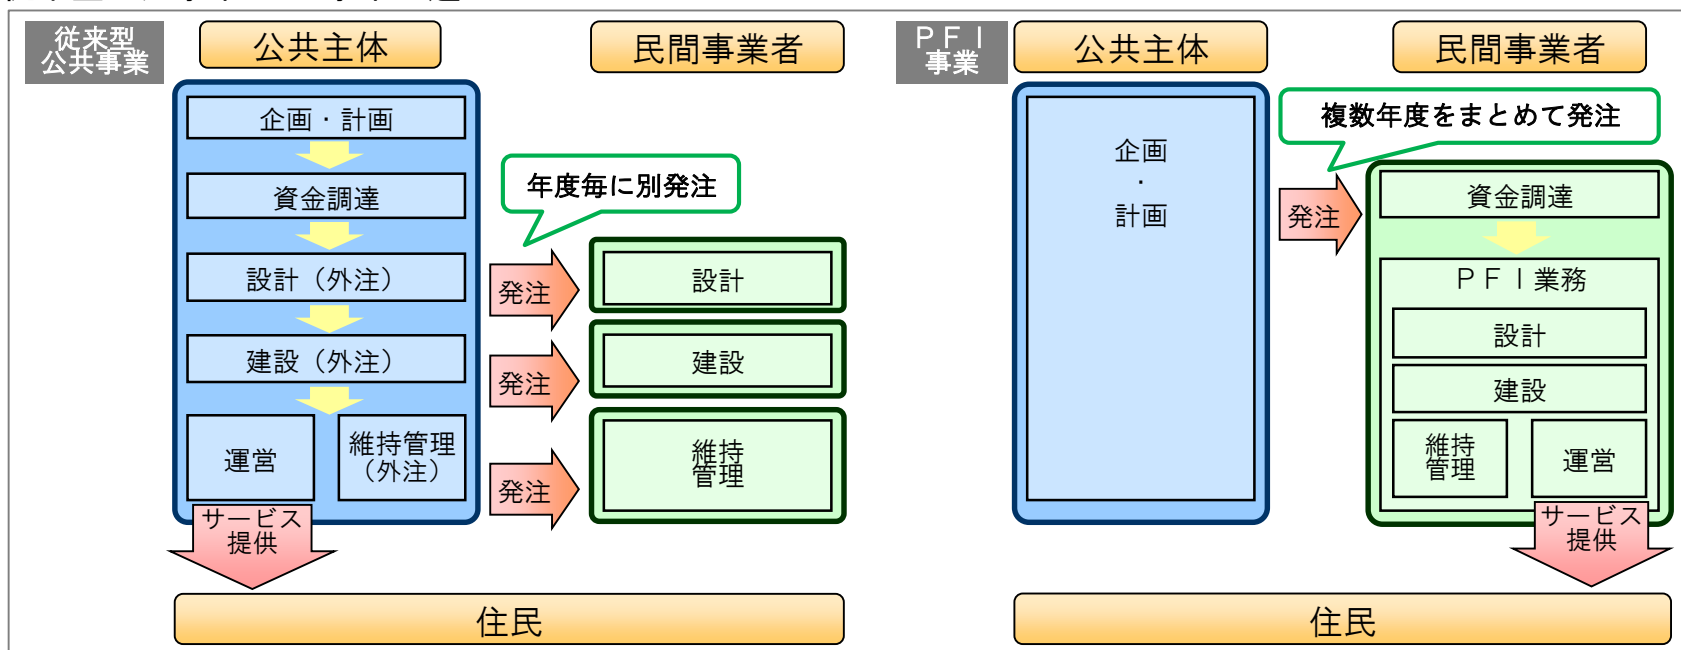 従来型
公共事業
公共主体
民間事業者
企画・計画
資金調達
設計（外注）
建設（外注）
運営
維持管理
（外注）
年度毎に別発注
発注
設計
発注
建設
発注
維持
管理
サービス
提供
住民
ＰＦＩ
事業
公共主体
民間事業者
企画
・
計画
複数年度をまとめて発注
発注
資金調達
ＰＦＩ業務
設計
建設
維持
管理
運営
サービス
提供
住民